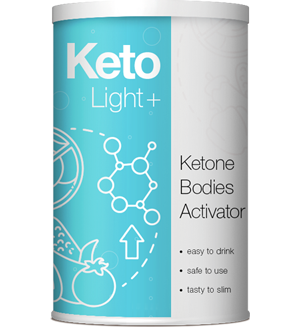 Keto
Light+
Ketone
Bodies
Activator
• easy to drink
• safe to use
• tasty to slim